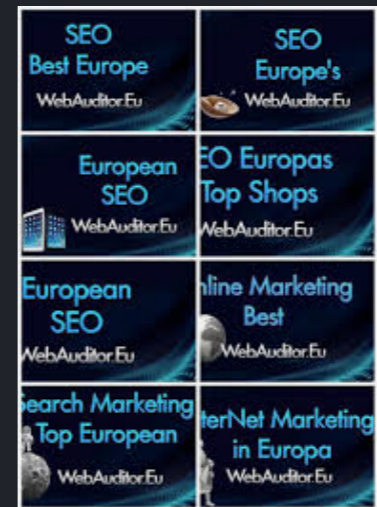 SEO
Best Europe
WebAuditor.Eu
SEO
Europe's
WebAuditor.Eu
European
SEO
WebAuditor.Eu
EO Europas
Top Shops
WebAuditor.Eu
European
SEO
WebAuditor.Eu
nline Marketing
Best
WebAuditor.Eu
Search Marketing
Top European
WebAuditor.Eu
terNet Marketing
in Europa
WebAuditor.Eu